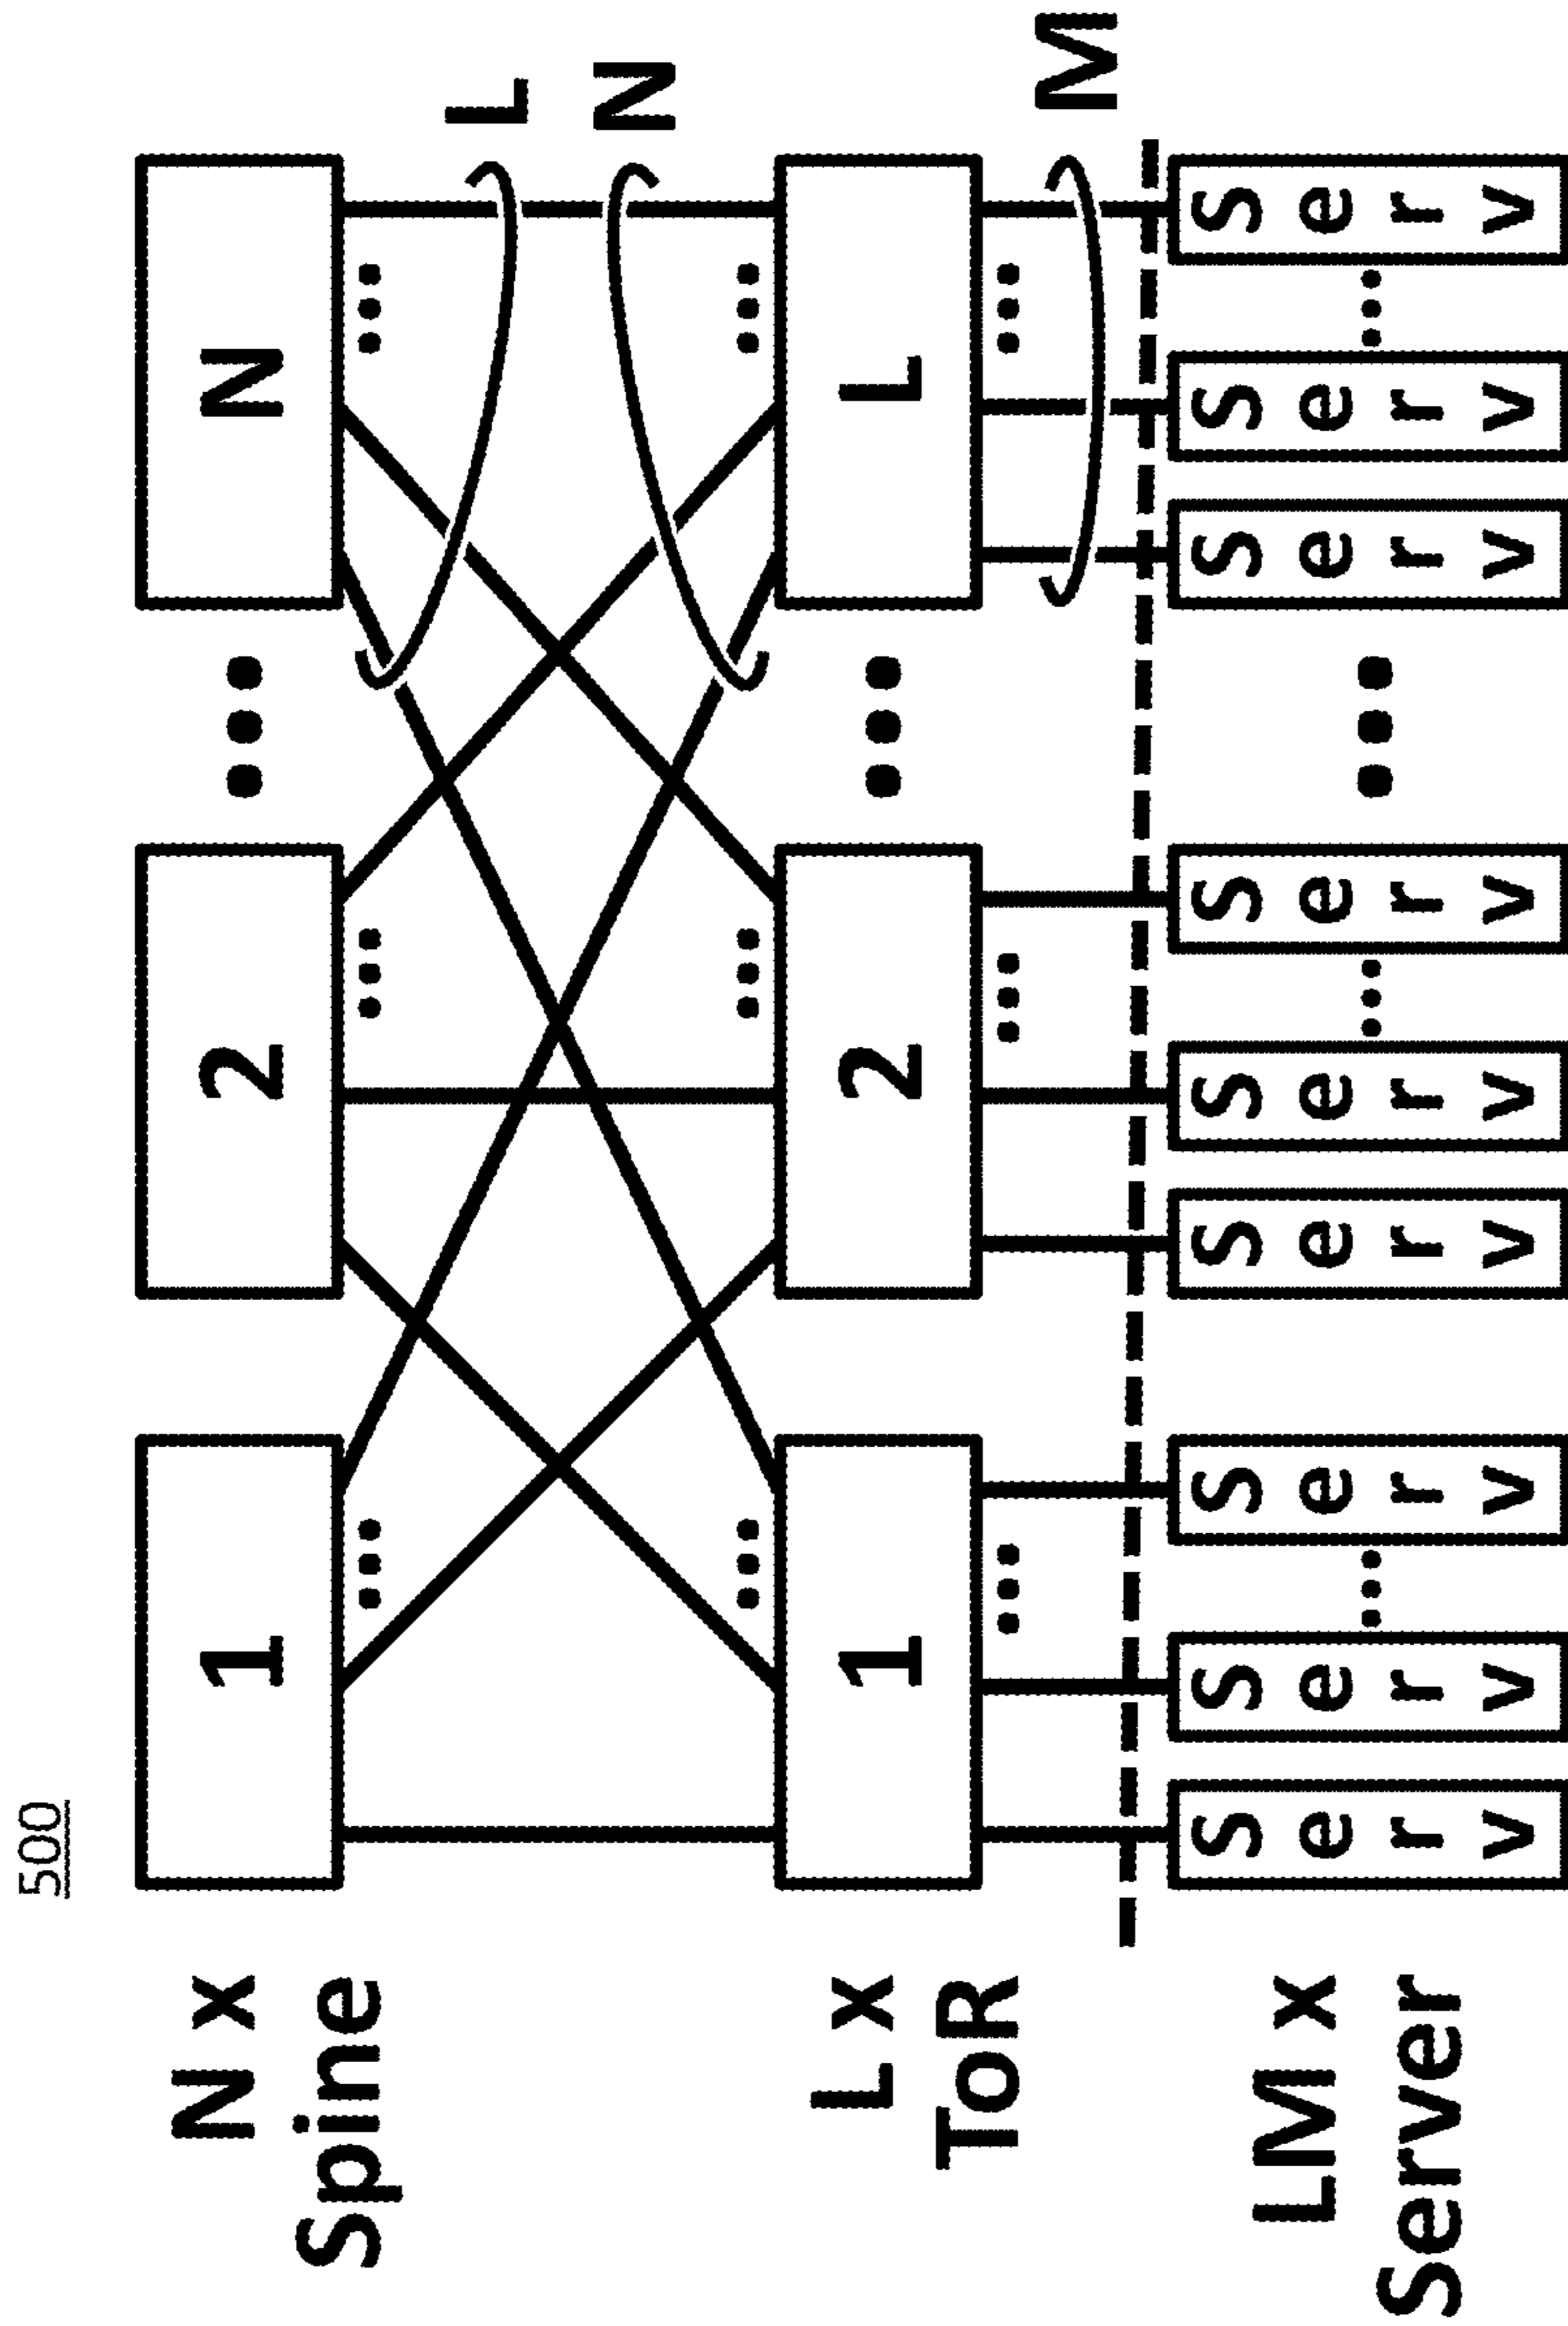 500
N x
Spine
1
2
N
L
N
L x
ToR
1
2
L
M
LM x
Server
Serv
Serv
Serv
Serv
Serv
Serv
Serv
Serv
Serv